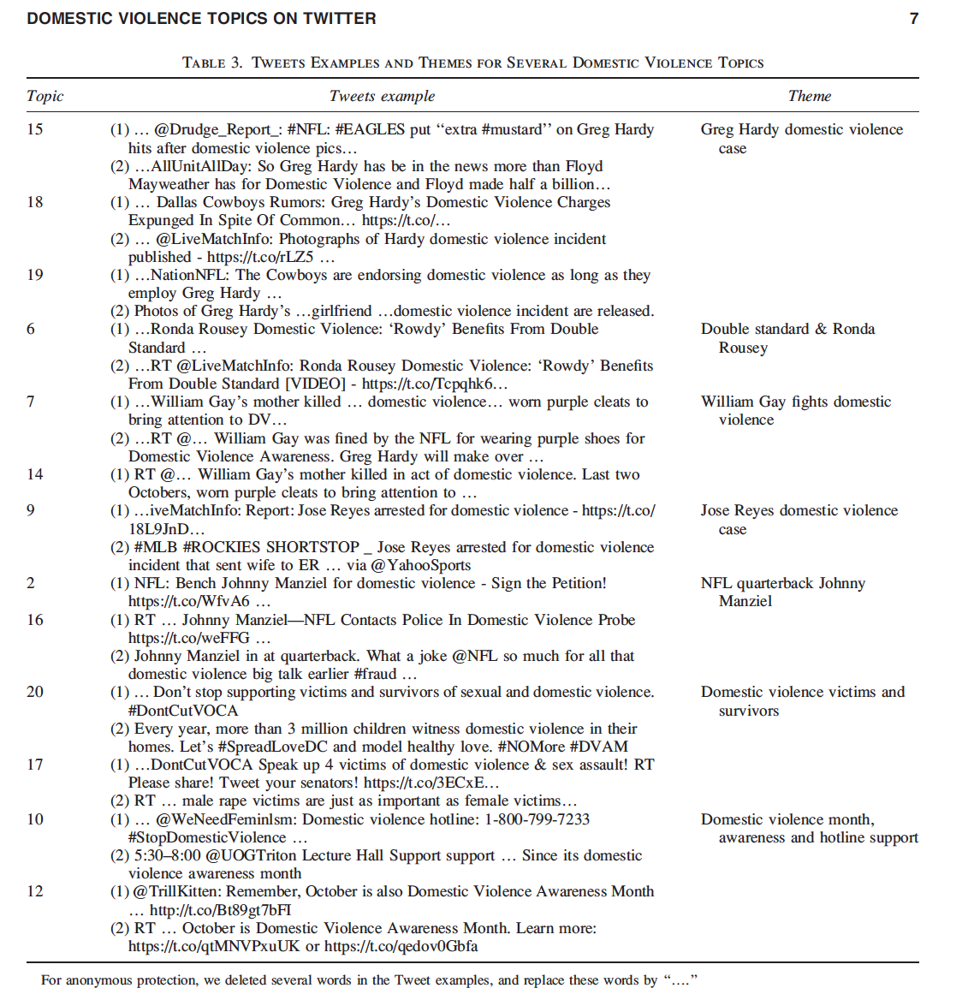 DOMESTIC VIOLENCE TOPICS ON TWITTER 7
TABLE 3. TWEETS EXAMPLES AND THEMES FOR SEVERAL DOMESTIC VIOLENCE TOPICS
Topic Tweets example Theme
15 (1) … @Drudge_Report_: #NFL: #EAGLES put ‘‘extra #mustard’’ on Greg Hardy Greg Hardy domestic violence
hits after domestic violence pics… case
(2) …AllUnitAllDay: So Greg Hardy has be in the news more than Floyd
Mayweather has for Domestic Violence and Floyd made half a billion…
18 (1) … Dallas Cowboys Rumors: Greg Hardy’s Domestic Violence Charges
Expunged In Spite Of Common… https://t.co/…
(2) … @LiveMatchInfo: Photographs of Hardy domestic violence incident
published - https://t.co/rLZ5 …
19 (1) …NationNFL: The Cowboys are endorsing domestic violence as long as they
employ Greg Hardy …
(2) Photos of Greg Hardy’s …girlfriend …domestic violence incident are released.
6 (1) …Ronda Rousey Domestic Violence: ‘Rowdy’ Benefits From Double Double standard & Ronda
Standard … Rousey
(2) …RT @LiveMatchInfo: Ronda Rousey Domestic Violence: ‘Rowdy’ Benefits
From Double Standard [VIDEO] - https://t.co/Tcpqhk6…
7 (1) …William Gay’s mother killed … domestic violence… worn purple cleats to William Gay fights domestic
bring attention to DV… violence
(2) …RT @… William Gay was fined by the NFL for wearing purple shoes for
Domestic Violence Awareness. Greg Hardy will make over …
14 (1) RT @… William Gay’s mother killed in act of domestic violence. Last two
Octobers, worn purple cleats to bring attention to …
9 (1) …iveMatchInfo: Report: Jose Reyes arrested for domestic violence - https://t.co/ Jose Reyes domestic violence
18L9JnD… case
(2) #MLB #ROCKIES SHORTSTOP _ Jose Reyes arrested for domestic violence
incident that sent wife to ER … via @YahooSports
2 (1) NFL: Bench Johnny Manziel for domestic violence - Sign the Petition! NFL quarterback Johnny
https://t.co/WfvA6 … Manziel
16 (1) RT … Johnny Manziel—NFL Contacts Police In Domestic Violence Probe
https://t.co/weFFG …
(2) Johnny Manziel in at quarterback. What a joke @NFL so much for all that
domestic violence big talk earlier #fraud …
20 (1) … Don’t stop supporting victims and survivors of sexual and domestic violence. Domestic violence victims and
#DontCutVOCA survivors
(2) Every year, more than 3 million children witness domestic violence in their
homes. Let’s #SpreadLoveDC and model healthy love. #NOMore #DVAM
17 (1) …DontCutVOCA Speak up 4 victims of domestic violence & sex assault! RT
Please share! Tweet your senators! https://t.co/3ECxE…
(2) RT … male rape victims are just as important as female victims…
10 (1) … @WeNeedFeminIsm: Domestic violence hotline: 1-800-799-7233 Domestic violence month,
#StopDomesticViolence … awareness and hotline support
(2) 5:30–8:00 @UOGTriton Lecture Hall Support support … Since its domestic
violence awareness month
12 (1) @TrillKitten: Remember, October is also Domestic Violence Awareness Month
… http://t.co/Bt89gt7bFI
(2) RT … October is Domestic Violence Awareness Month. Learn more:
https://t.co/qtMNVPxuUK or https://t.co/qedov0Gbfa
For anonymous protection, we deleted several words in the Tweet examples, and replace these words by “….”